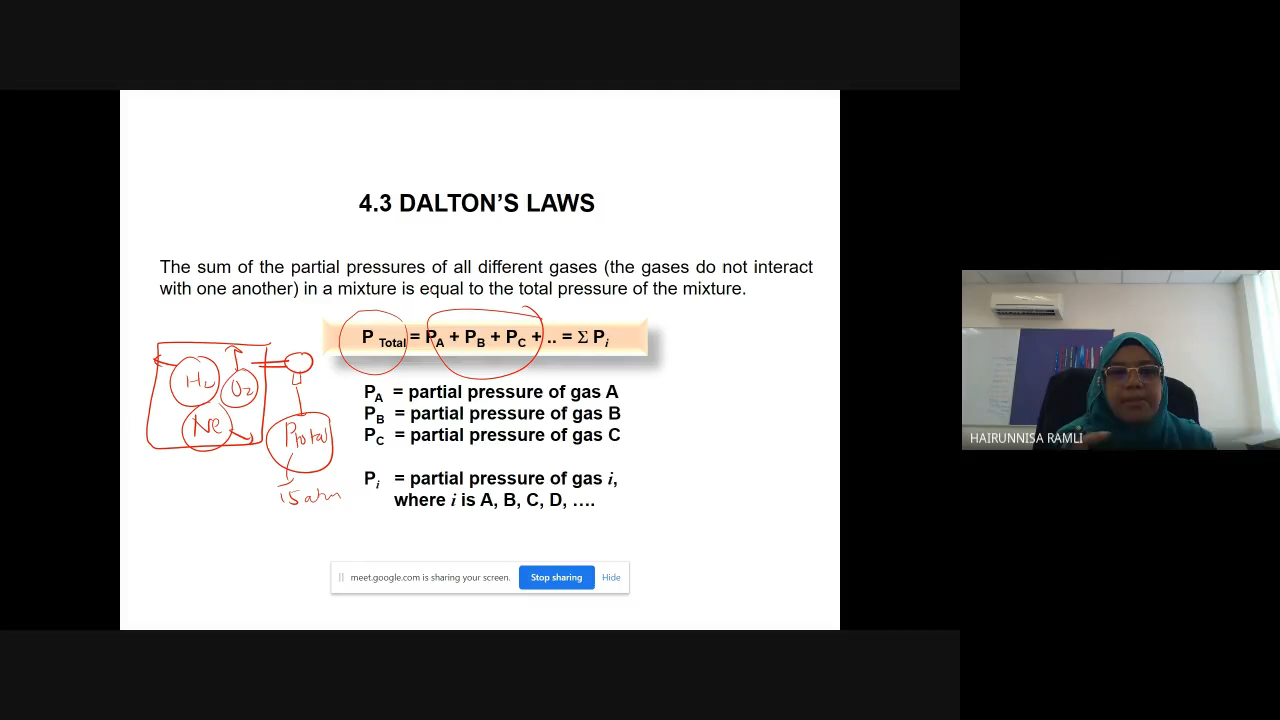 4.3 DALTON'S LAWS
The sum of the partial pressures of all different gases (the gases do not interact
with one another) in a mixture is equal to the total pressure of the mixture.
P Total = PA + PB + PC + .. = Σ Pi
PA = partial pressure of gas A
PB = partial pressure of gas B
PC = partial pressure of gas C
Pi = partial pressure of gas i,
where i is A, B, C, D, ….
H2
O2
Ne
Ptotal
15 atm
meet.google.com is sharing your screen.
Stop sharing
Hide
HAIRUNNISA RAMLI